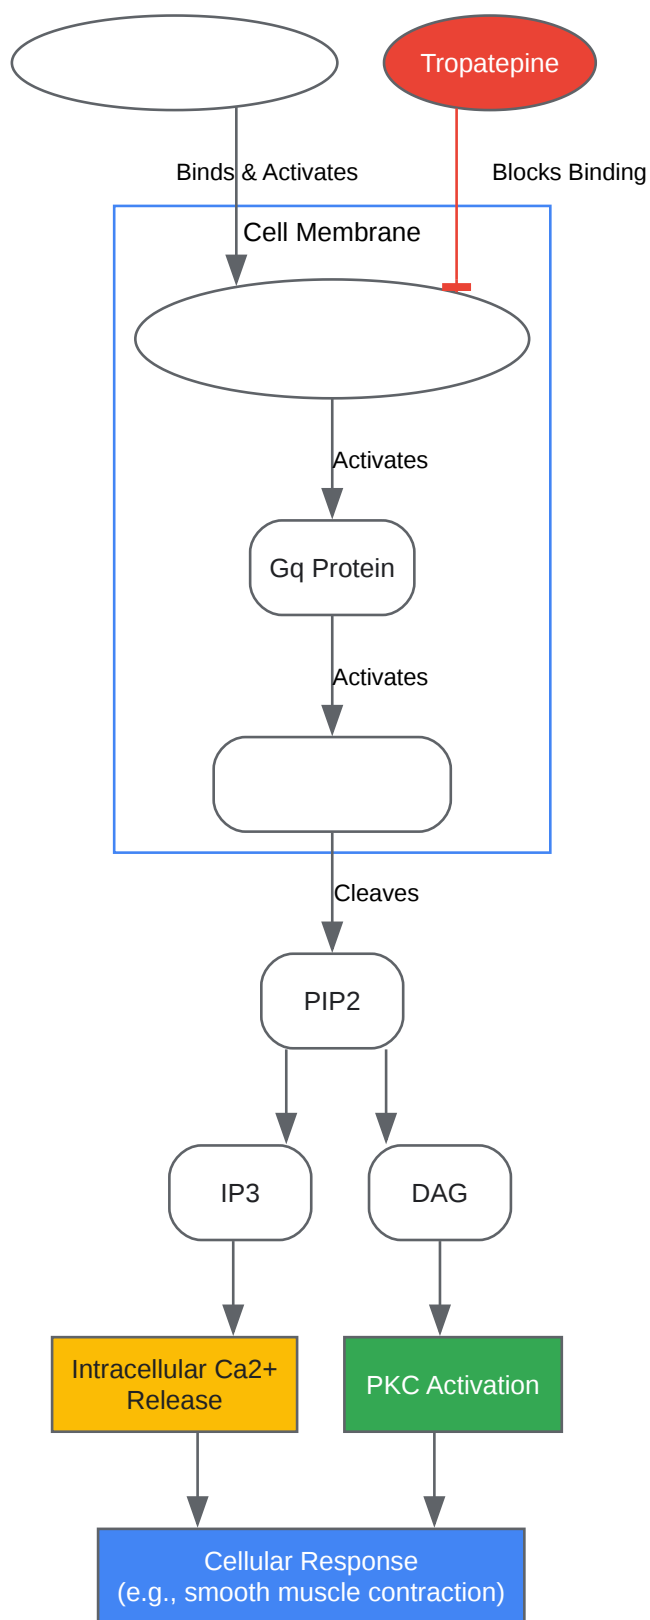 Tropatepine
Binds & Activates
Blocks Binding
Cell Membrane
Activates
Gq Protein
Activates
Cleaves
PIP2
IP3
DAG
Intracellular Ca2+
Release
PKC Activation
Cellular Response
(e.g., smooth muscle contraction)